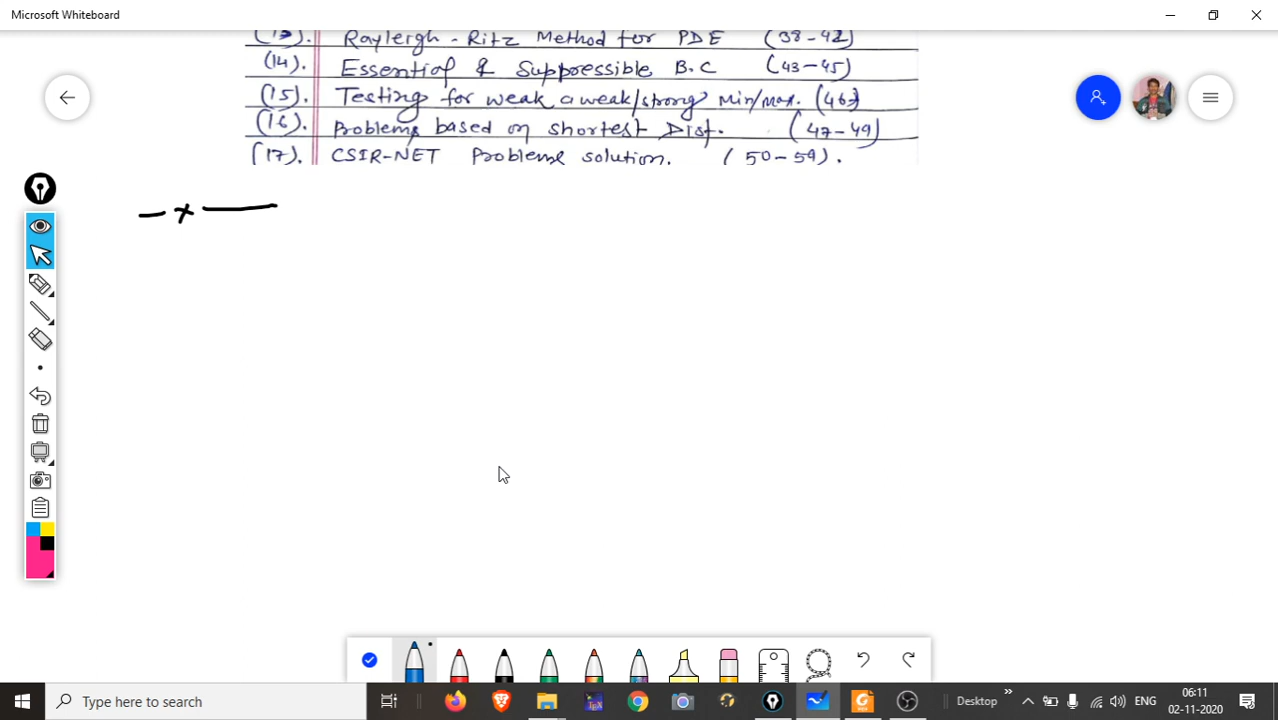 Microsoft Whiteboard
(13). Rayleigh - Ritz Method for PDE (38-42)
(14). Essential & Suppressible B.C (43-45)
(15). Testing for weak a weak/strong Min/max. (46)
(16). Problems based on shortest Dist. (47-49)
(17). CSIR-NET Problems solution. (50-59).
Type here to search
Desktop
ENG
06:11
02-11-2020